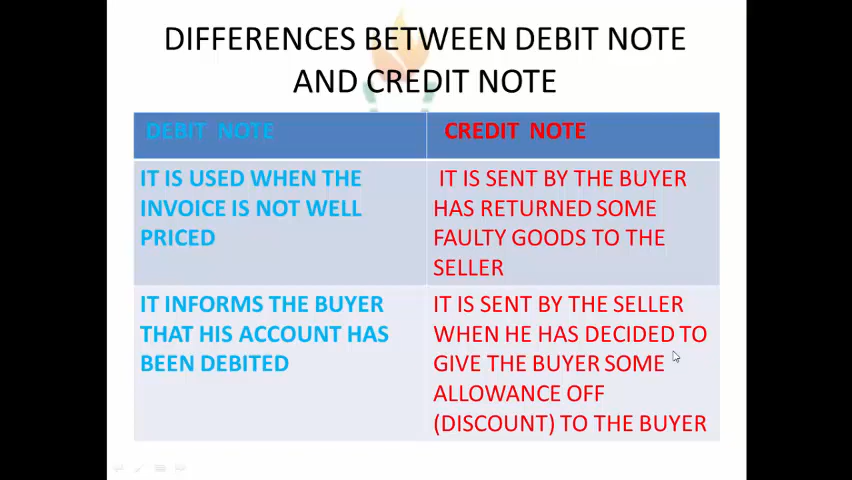 DIFFERENCES BETWEEN DEBIT NOTE
AND CREDIT NOTE
DEBIT NOTE
CREDIT NOTE
IT IS USED WHEN THE
INVOICE IS NOT WELL
PRICED
IT IS SENT BY THE BUYER
HAS RETURNED SOME
FAULTY GOODS TO THE
SELLER
IT INFORMS THE BUYER
THAT HIS ACCOUNT HAS
BEEN DEBITED
IT IS SENT BY THE SELLER
WHEN HE HAS DECIDED TO
GIVE THE BUYER SOME
ALLOWANCE OFF
(DISCOUNT) TO THE BUYER